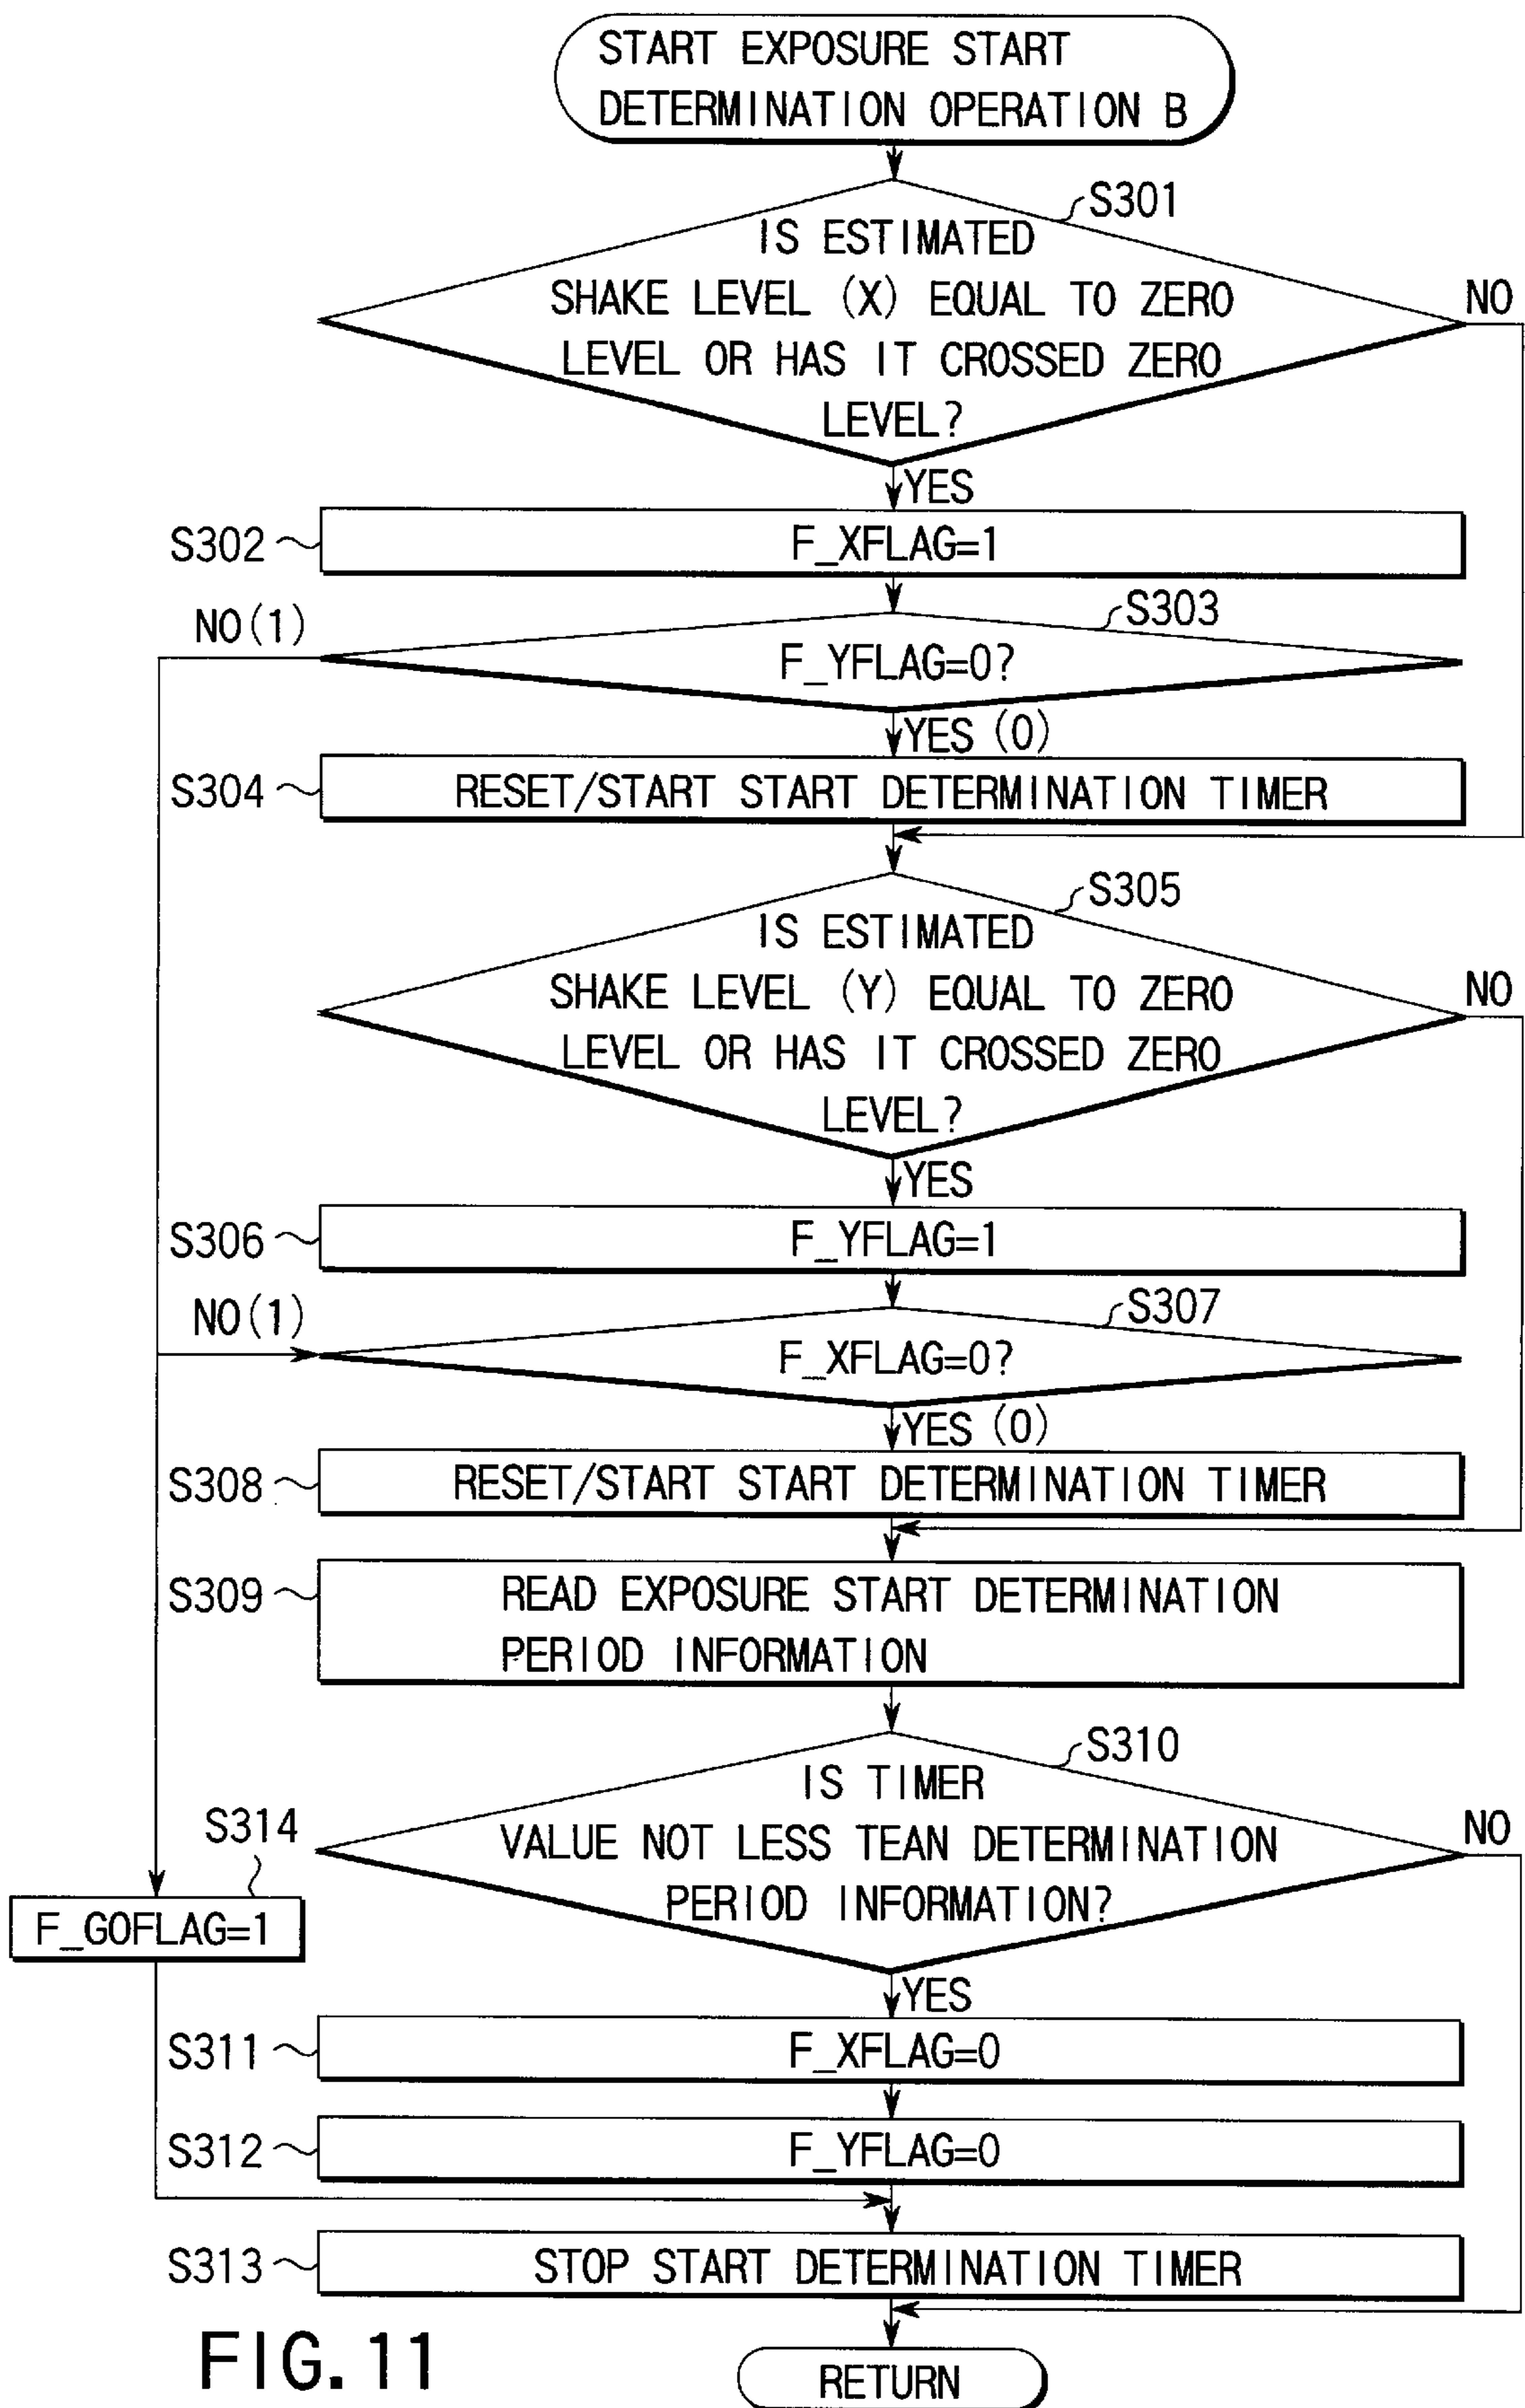 START EXPOSURE START
DETERMINATION OPERATION B
S301
IS ESTIMATED
SHAKE LEVEL (X) EQUAL TO ZERO
LEVEL OR HAS IT CROSSED ZERO
LEVEL?
NO
YES
S302
F_XFLAG=1
S303
NO(1)
F_YFLAG=0?
YES (0)
S304
RESET/START START DETERMINATION TIMER
S305
IS ESTIMATED
SHAKE LEVEL (Y) EQUAL TO ZERO
LEVEL OR HAS IT CROSSED ZERO
LEVEL?
NO
YES
S306
F_YFLAG=1
S307
NO(1)
F_XFLAG=0?
YES (0)
S308
RESET/START START DETERMINATION TIMER
S309
READ EXPOSURE START DETERMINATION
PERIOD INFORMATION
S310
IS TIMER
VALUE NOT LESS TEAN DETERMINATION
PERIOD INFORMATION?
NO
S314
F_GOFLAG=1
YES
S311
F_XFLAG=0
S312
F_YFLAG=0
S313
STOP START DETERMINATION TIMER
RETURN
FIG.11